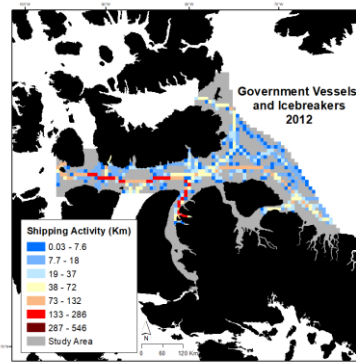 Government Vessels
and Icebreakers
2012
Shipping Activity (Km)
0.03 - 7.6
7.7 - 18
19 - 37
38 - 72
73 - 132
133 - 286
287 - 546
Study Area
N
0
60
120 Km